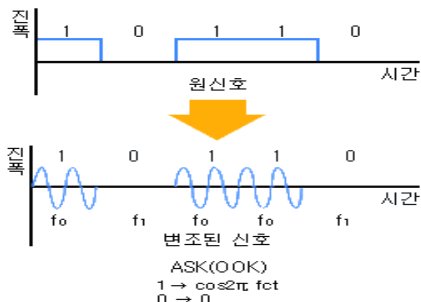 진폭
1 0 1 1 0
시간
원신호
진폭
1 0 1 1 0
시간
f0 f1 f0 f0 f1
변조된 신호
ASK(OOK)
1 → cos2π fct
0 → 0